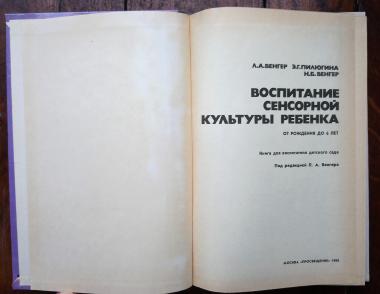 Л.А.ВЕНГЕР Э.Г.ПИЛЮГИНА
Н.Б.ВЕНГЕР
ВОСПИТАНИЕ
СЕНСОРНОЙ
КУЛЬТУРЫ РЕБЕНКА
ОТ РОЖДЕНИЯ ДО 6 ЛЕТ
Книга для воспитателя детского сада
Под редакцией Л. А. Венгера
МОСКВА «ПРОСВЕЩЕНИЕ» 1988